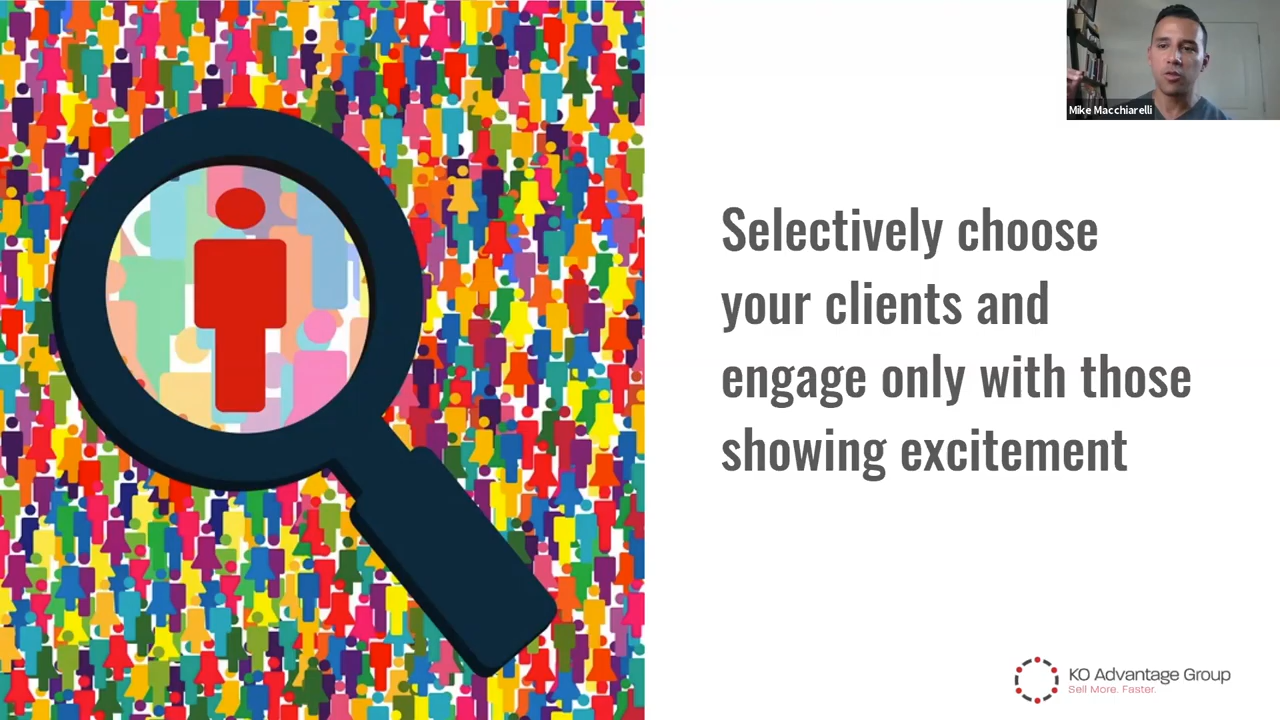 Mike Macchiarelli
Selectively choose
your clients and
engage only with those
showing excitement
KO Advantage Group
Sell More. Faster.